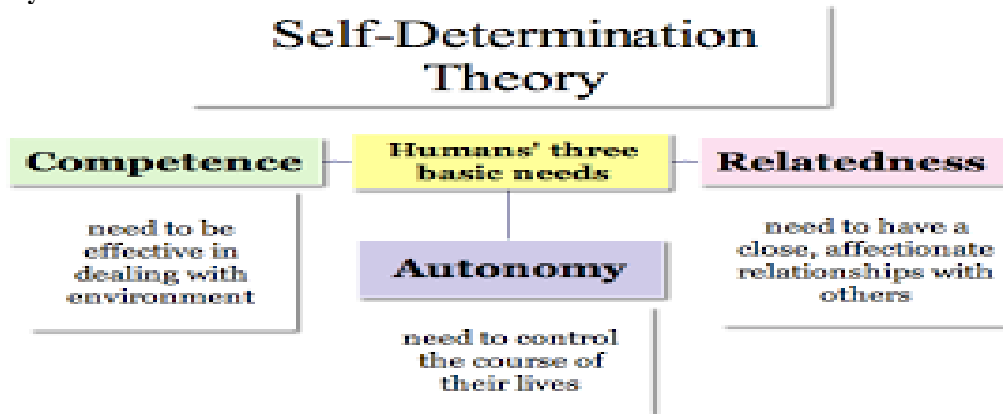 Self-Determination
Theory
Competence
Humans' three
basic needs
Relatedness
need to be
effective in
dealing with
environment
Autonomy
need to control
the course of
their lives
need to have a
close, affectionate
relationships with
others